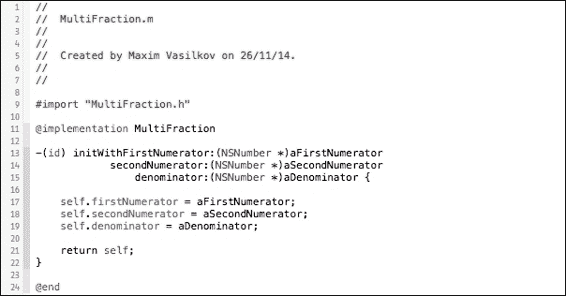 1 //
2 //  MultiFraction.m
3 //
4 //
5 //  Created by Maxim Vasilkov on 26/11/14.
6 //
7 //
8
9 #import "MultiFraction.h"
10
11 @implementation MultiFraction
12
13 -(id) initWithFirstNumerator:(NSNumber *)aFirstNumerator
14 secondNumerator:(NSNumber *)aSecondNumerator
15 denominator:(NSNumber *)aDenominator {
16
17 self.firstNumerator = aFirstNumerator;
18 self.secondNumerator = aSecondNumerator;
19 self.denominator = aDenominator;
20
21 return self;
22 }
23
24 @end